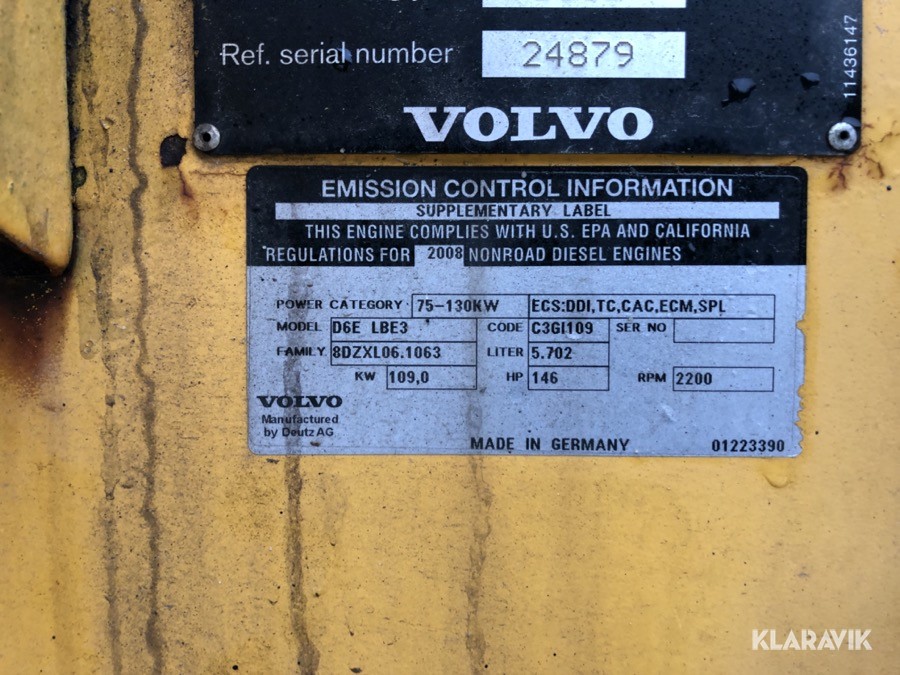 Ref. serial number 24879
11436147
VOLVO
EMISSION CONTROL INFORMATION
SUPPLEMENTARY LABEL
THIS ENGINE COMPLIES WITH U.S. EPA AND CALIFORNIA
REGULATIONS FOR 2008 NONROAD DIESEL ENGINES
POWER CATEGORY 75-130KW ECS:DDI,TC,CAC,ECM,SPL
MODEL D6E LBE3 CODE C3GI109 SER NO
FAMILY 8DZXL06.1063 LITER 5.702
KW 109,0 HP 146 RPM 2200
VOLVO
Manufactured
by Deutz AG
MADE IN GERMANY 01223390
KLARAVIK